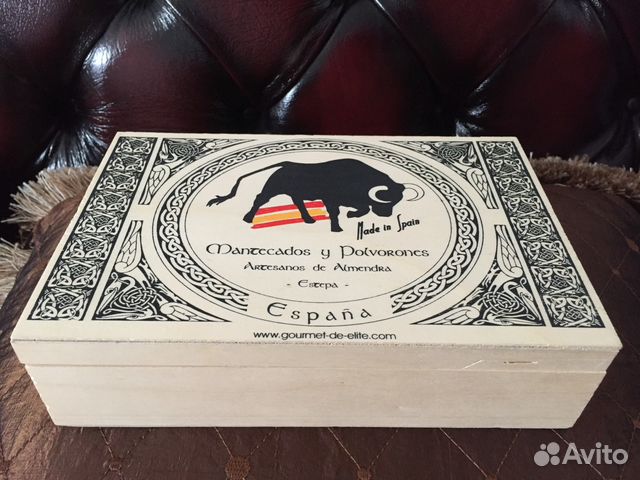 Made in Spain
Mantecados y Polvorones
Artesanos de Almendra
- Estepa -
España
www.gourmet-de-elite.com
Avito